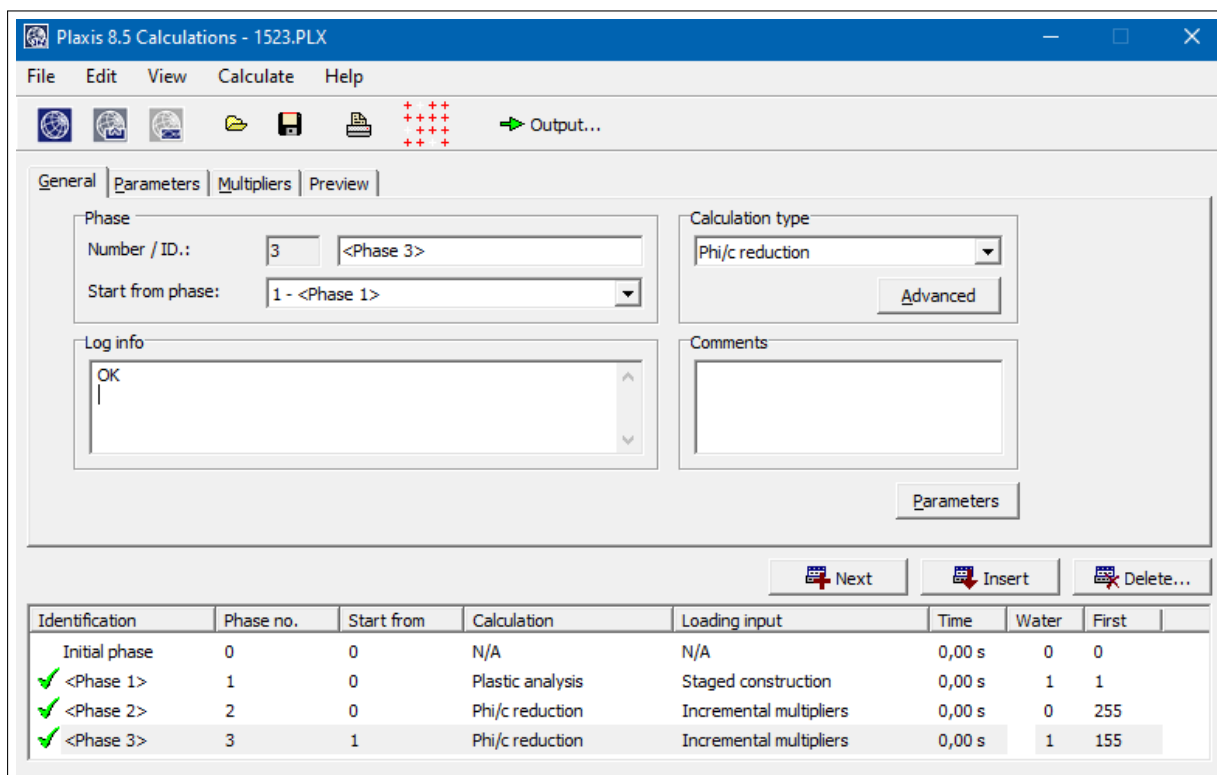 Plaxis 8.5 Calculations - 1523.PLX
File Edit View Calculate Help
Output...
General Parameters Multipliers Preview
Phase
Number / ID.: 3 <Phase 3>
Start from phase: 1 - <Phase 1>
Calculation type
Phi/c reduction
Advanced
Log info
OK
Comments
Parameters
Next Insert Delete...
Identification Phase no. Start from Calculation Loading input Time Water First
Initial phase 0 0 N/A N/A 0,00 s 0 0
<Phase 1> 1 0 Plastic analysis Staged construction 0,00 s 1 1
<Phase 2> 2 0 Phi/c reduction Incremental multipliers 0,00 s 0 255
<Phase 3> 3 1 Phi/c reduction Incremental multipliers 0,00 s 1 155